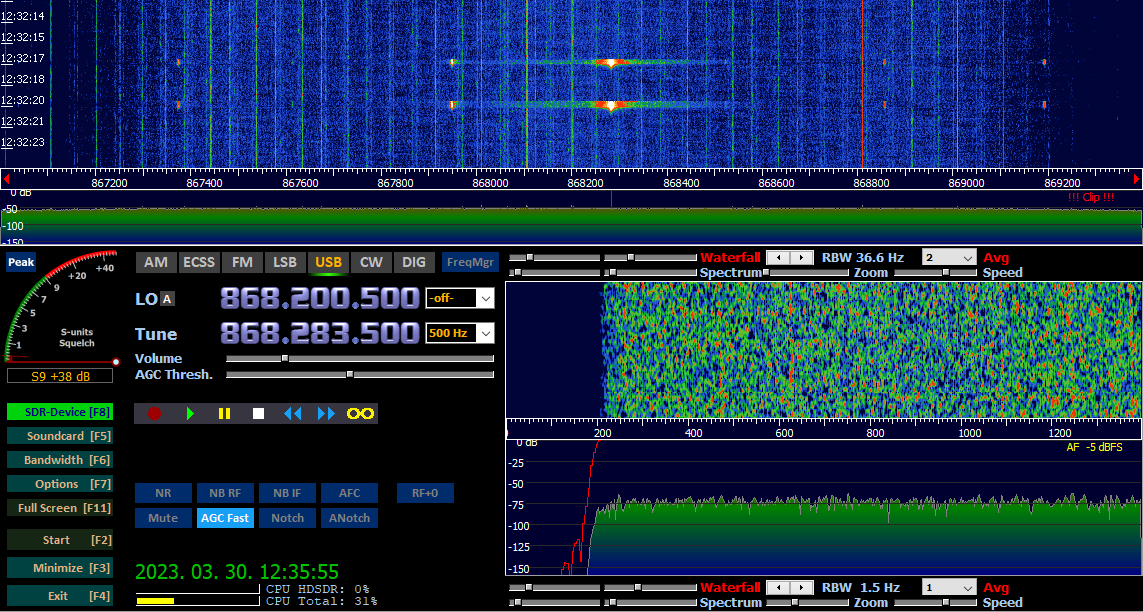 12:32:14
12:32:15
12:32:17
12:32:18
12:32:20
12:32:21
12:32:23
867200 867400 867600 867800 868000 868200 868400 868600 868800 869000 869200
0 dB
!!! Clip !!!
-50
-100
-150
Peak
+40
+20
9
7
5
3
1
S-units
Squelch
S9 +38 dB
AM ECSS FM LSB USB CW DIG FreqMgr
LO A 868.200.500 -off-
Tune 868.283.500 500 Hz
Volume
AGC Thresh.
SDR-Device [F8]
Soundcard [F5]
Bandwidth [F6]
Options [F7]
Full Screen [F11]
Start [F2]
Minimize [F3]
Exit [F4]
NR NB RF NB IF AFC RF+0
Mute AGC Fast Notch ANotch
2023. 03. 30. 12:35:55
CPU HDSDR: 0%
CPU Total: 31%
Waterfall RBW 36.6 Hz 2 Avg
Spectrum Zoom Speed
200 400 600 800 1000 1200
0 dB
AF -5 dBFS
-25
-50
-75
-100
-125
-150
Waterfall RBW 1.5 Hz 1 Avg
Spectrum Zoom Speed